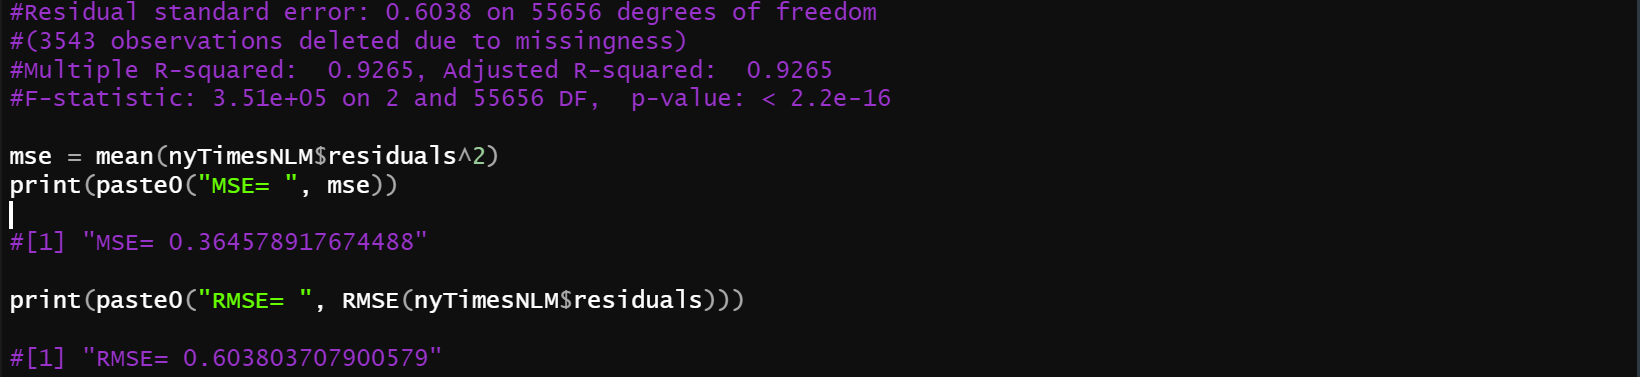 #Residual standard error: 0.6038 on 55656 degrees of freedom
#(3543 observations deleted due to missingness)
#Multiple R-squared:  0.9265, Adjusted R-squared:  0.9265
#F-statistic: 3.51e+05 on 2 and 55656 DF,  p-value: < 2.2e-16
mse = mean(nyTimesNLM$residuals^2)
print(paste0("MSE= ", mse))
#[1] "MSE= 0.364578917674488"
print(paste0("RMSE= ", RMSE(nyTimesNLM$residuals)))
#[1] "RMSE= 0.603803707900579"